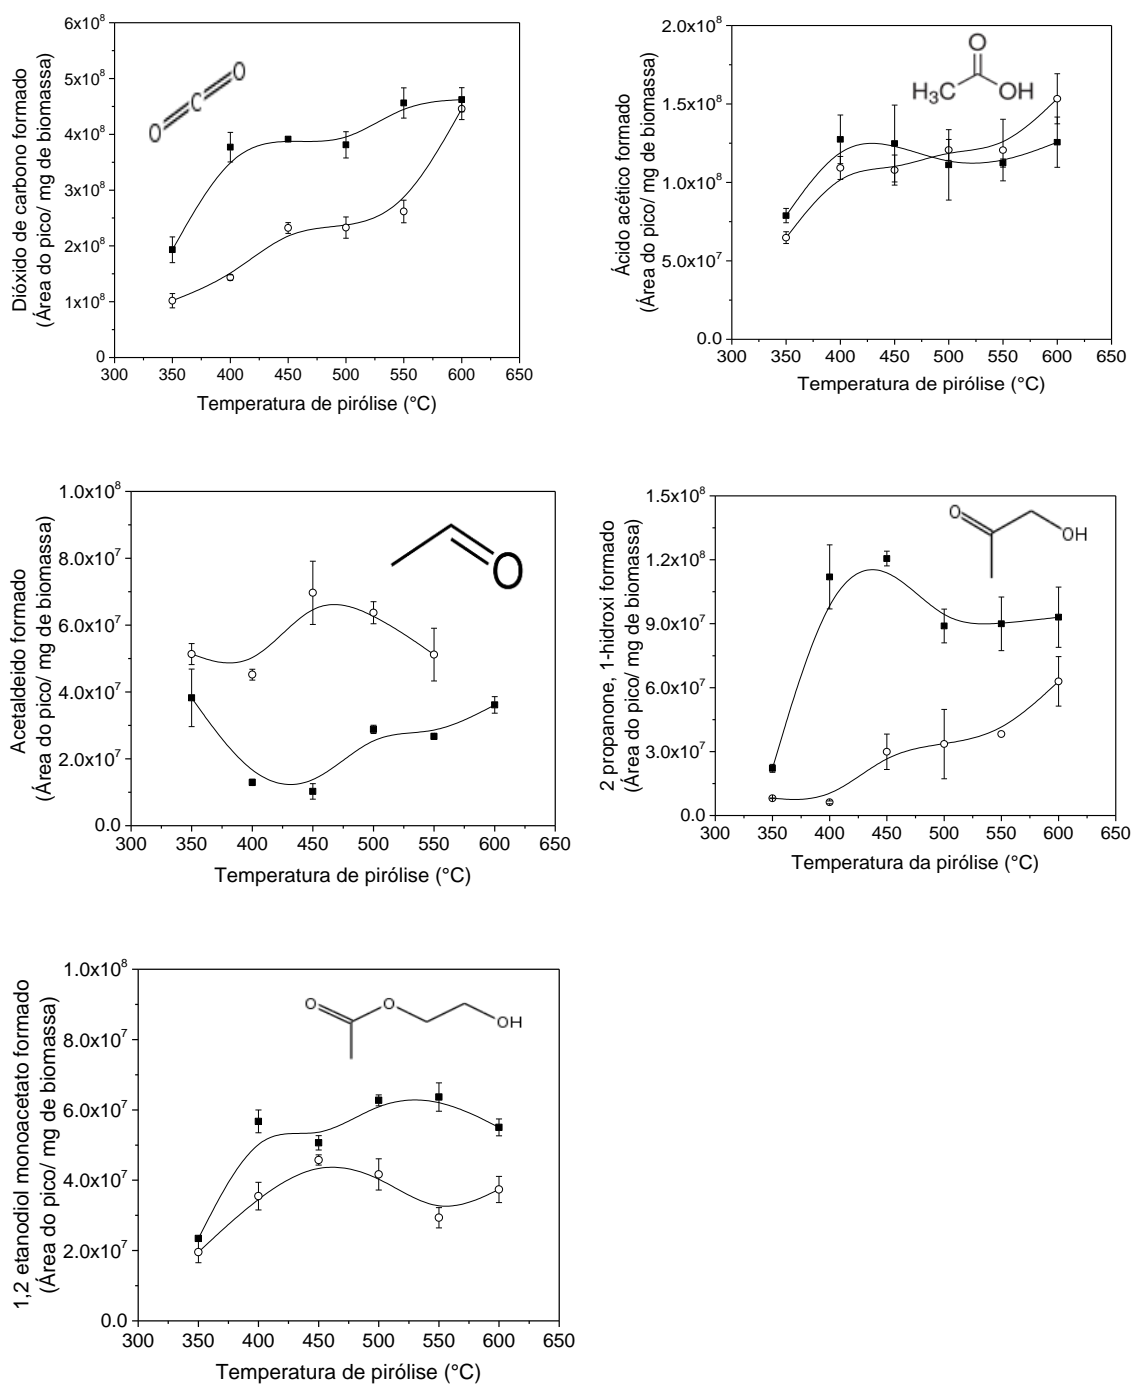 6x10⁸
5x10⁸
4x10⁸
3x10⁸
2x10⁸
1x10⁸
0
300 350 400 450 500 550 600 650
Temperatura de pirólise (°C)
Dióxido de carbono formado
(Área do pico/ mg de biomassa)
O C O
2.0x10⁸
1.5x10⁸
1.0x10⁸
5.0x10⁷
0.0
300 350 400 450 500 550 600 650
Temperatura de pirólise (°C)
Ácido acético formado
(Área do pico/ mg de biomassa)
O
H₃C OH
1.0x10⁸
8.0x10⁷
6.0x10⁷
4.0x10⁷
2.0x10⁷
0.0
300 350 400 450 500 550 600 650
Temperatura de pirólise (°C)
Acetaldeido formado
(Área do pico/ mg de biomassa)
O
1.5x10⁸
1.2x10⁸
9.0x10⁷
6.0x10⁷
3.0x10⁷
0.0
300 350 400 450 500 550 600 650
Temperatura da pirólise (°C)
2 propanone, 1-hidroxi formado
(Área do pico/ mg de biomassa)
O
OH
1.0x10⁸
8.0x10⁷
6.0x10⁷
4.0x10⁷
2.0x10⁷
0.0
300 350 400 450 500 550 600 650
Temperatura de pirólise (°C)
1,2 etanodiol monoacetato formado
(Área do pico/ mg de biomassa)
O O
OH